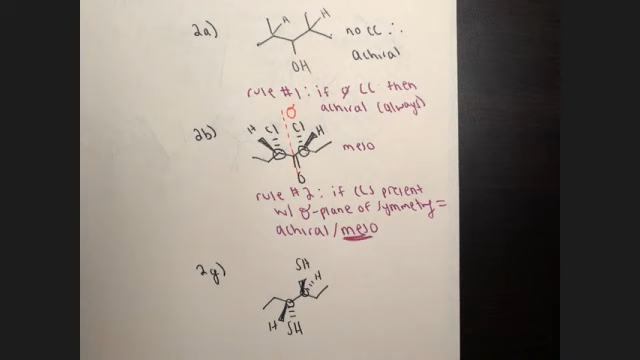 2a)
H
H
OH
no CC ∴
achiral
rule #1: if ∅ CC then
achiral (always)
σ
2b)
H Cl Cl H
O
meso
rule #2: if CCs present
w/ σ-plane of symmetry =
achiral/meso
2g)
SH
H
H SH